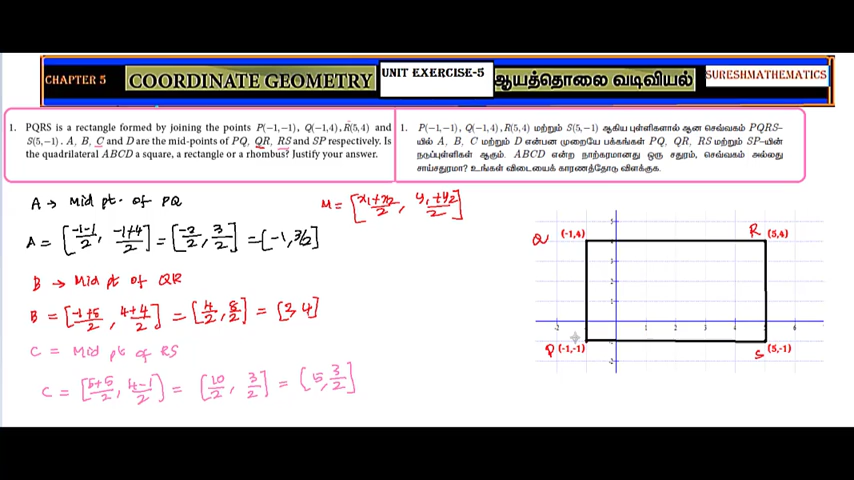 CHAPTER 5
COORDINATE GEOMETRY
UNIT EXERCISE-5
ஆயத்தொலை வடிவியல்
SURESHMATHEMATICS
1. PQRS is a rectangle formed by joining the points P(−1,−1), Q(−1,4), R(5,4) and
S(5,−1). A, B, C and D are the mid-points of PQ, QR, RS and SP respectively. Is
the quadrilateral ABCD a square, a rectangle or a rhombus? Justify your answer.
1. P(−1,−1), Q(−1,4), R(5,4) மற்றும் S(5,−1) ஆகிய புள்ளிகளால் ஆன செவ்வகம் PQRS-
யில் A, B, C மற்றும் D என்பன முறையே பக்கங்கள் PQ, QR, RS மற்றும் SP-யின்
நடுப்புள்ளிகள் ஆகும். ABCD என்ற நாற்கரமானது ஒரு சதுரம், செவ்வகம் அல்லது
சாய்சதுரமா? உங்கள் விடையைக் காரணத்தோடு விளக்குக.
A → Mid pt. of PQ
M = [x₁+x₂/2, y₁+y₂/2]
A = [-1-1/2, -1+4/2] = [-2/2, 3/2] = [-1, 3/2]
B → Mid pt of QR
B = [-1+5/2, 4+4/2] = [4/2, 8/2] = [2, 4]
C = Mid pt of RS
C = [5+5/2, 4-1/2] = [10/2, 3/2] = [5, 3/2]
Q (-1,4) R (5,4)
P (-1,-1) S (5,-1)